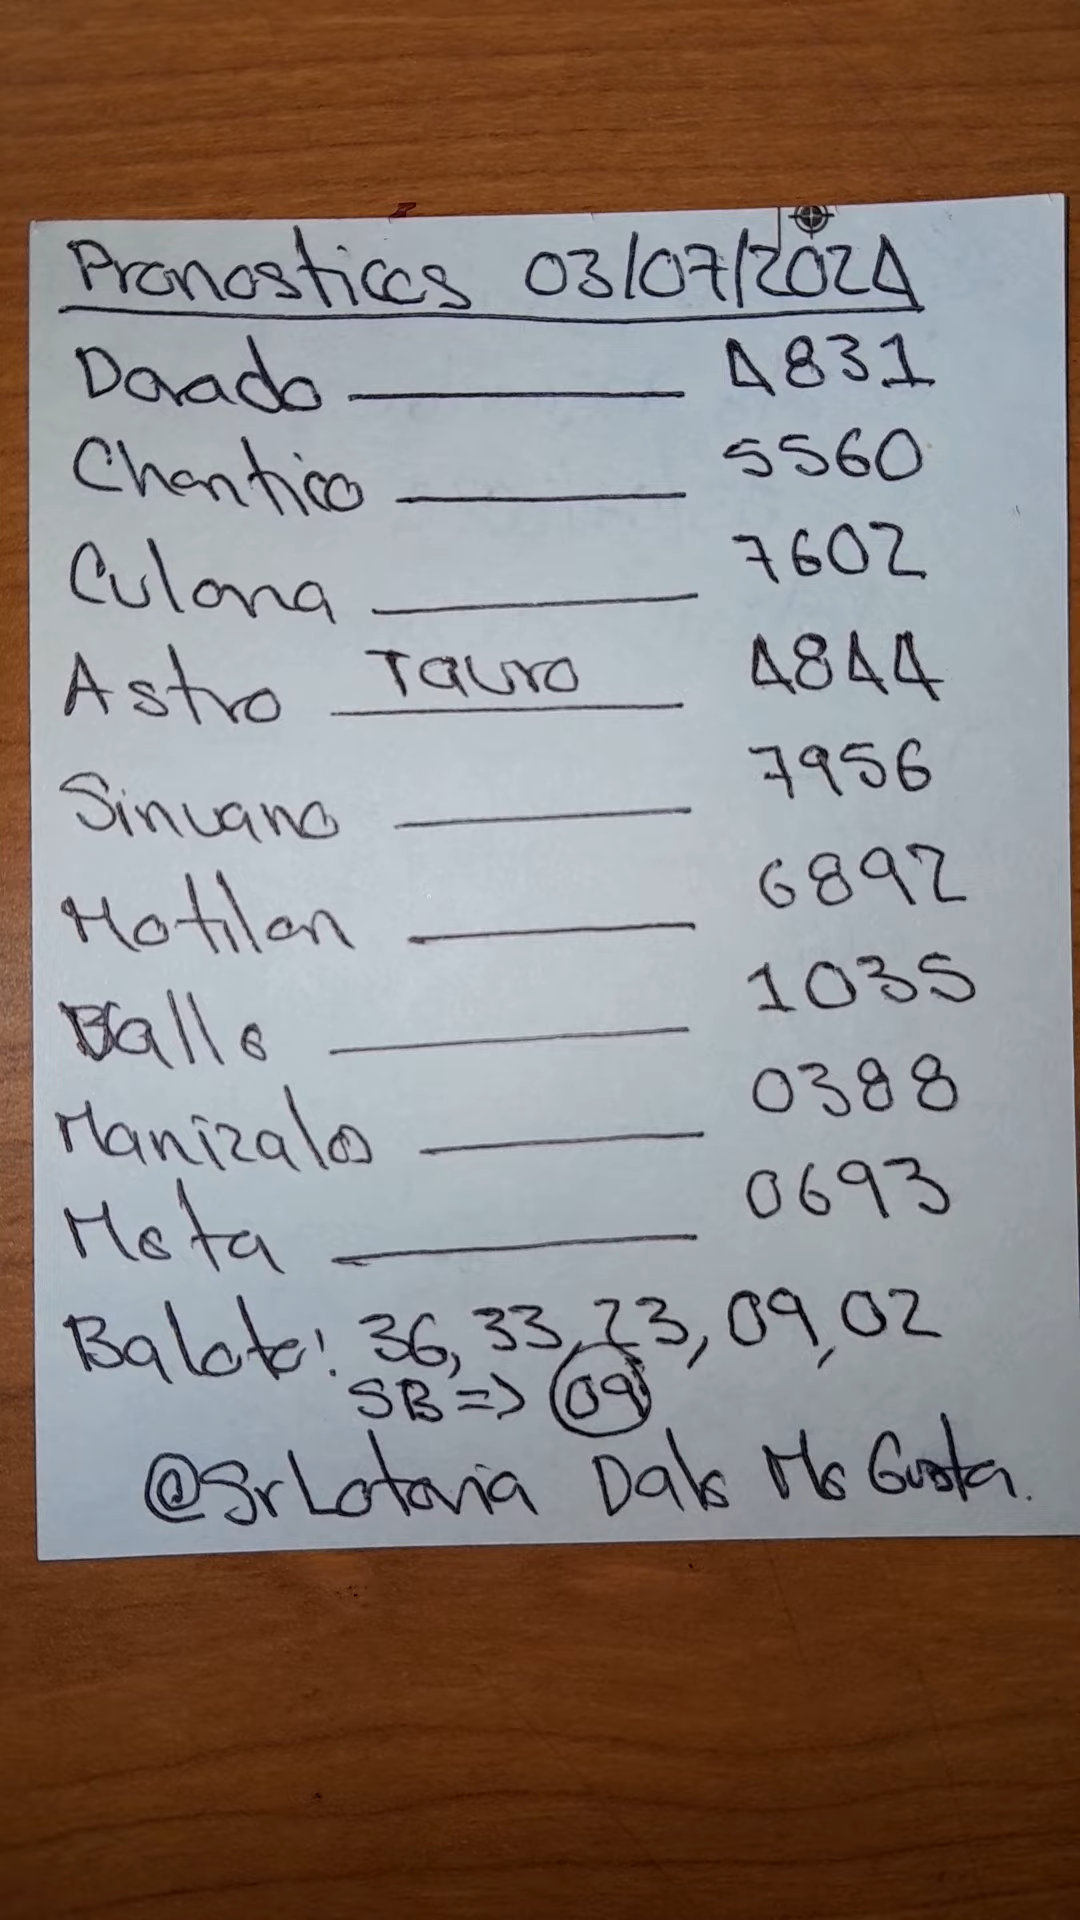 Pronosticos 03/07/2024
Dorado 4831
Chontico 5560
Culona 7602
Astro Tauro 4844
Sinuano 7956
Motilon 6892
Valle 1035
Manizales 0388
Meta 0693
Baloto: 36, 33, 23, 09, 02
SB => 09
@SrLoteria Dale Me Gusta.